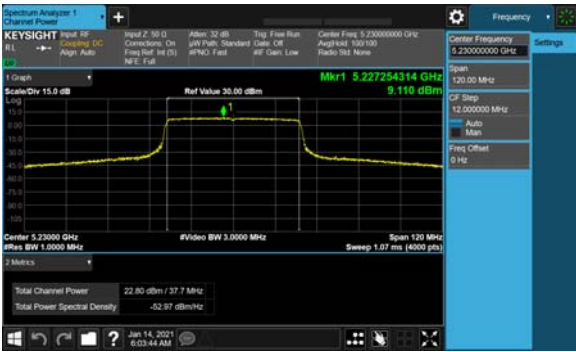 Spectrum Analyzer 1
Channel Power
+
Frequency
KEYSIGHT
Input: RF
Coupling: DC
Align: Auto
R L
Input Z: 50 Ω
Corrections: On
Freq Ref: Int (S)
NFE: Full
Atten: 32 dB
µW Path: Standard
#PNO: Fast
Trig: Free Run
Gate: Off
#IF Gain: Low
Center Freq: 5.230000000 GHz
Avg|Hold: 100/100
Radio Std: None
Center Frequency
5.230000000 GHz
Settings
Span
120.00 MHz
CF Step
12.000000 MHz
Auto
Man
Freq Offset
0 Hz
1 Graph
Mkr1 5.227254314 GHz
Scale/Div 15.0 dB
Ref Value 30.00 dBm
9.110 dBm
Log
15.0
0.00
-15.0
-30.0
-45.0
-60.0
-75.0
-90.0
-105
1
Center 5.23000 GHz
#Video BW 3.0000 MHz
Span 120 MHz
#Res BW 1.0000 MHz
Sweep 1.07 ms (4000 pts)
2 Metrics
Total Channel Power
22.80 dBm / 37.7 MHz
Total Power Spectral Density
-52.97 dBm/Hz
?
Jan 14, 2021
6:03:44 AM